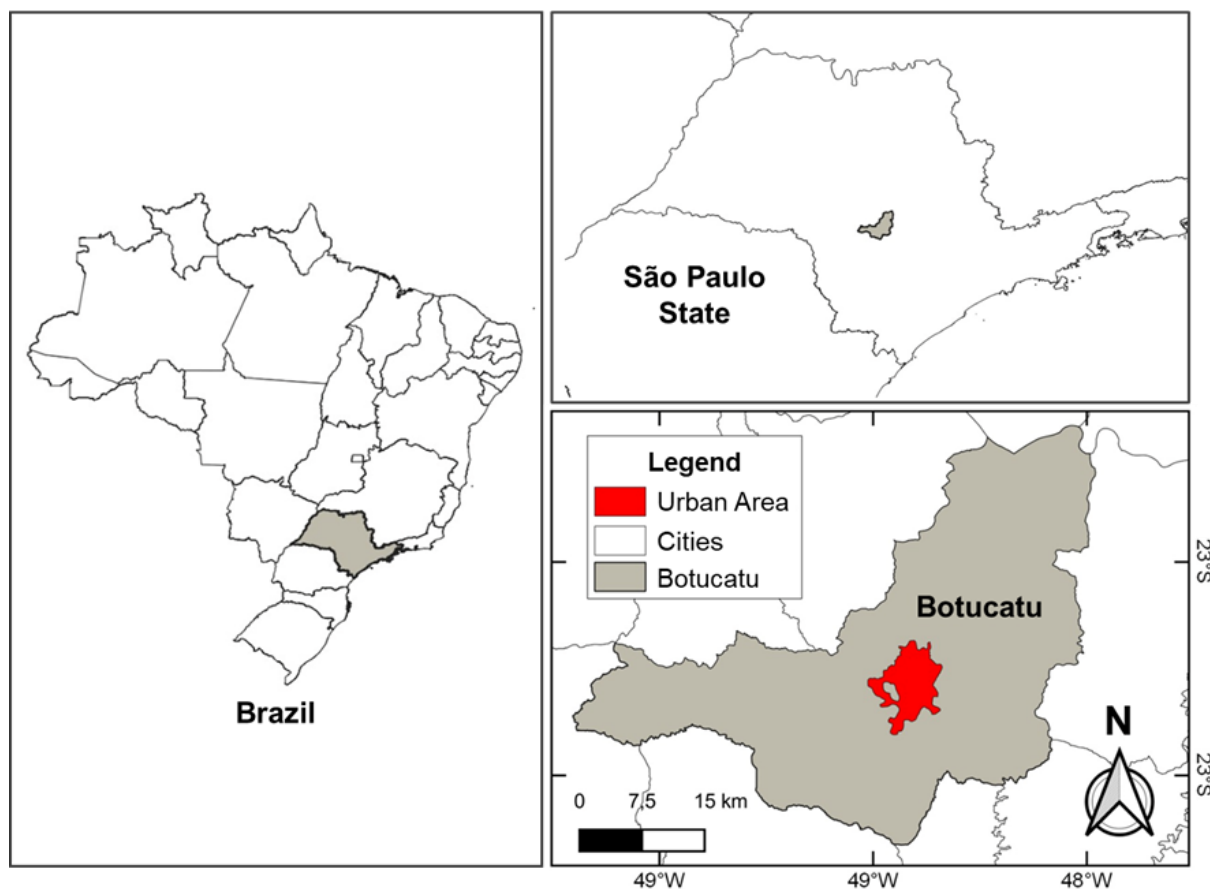 Brazil
São Paulo
State
Legend
Urban Area
Cities
Botucatu
Botucatu
N
0 7,5 15 km
23°S
23°S
49°W 49°W 48°W